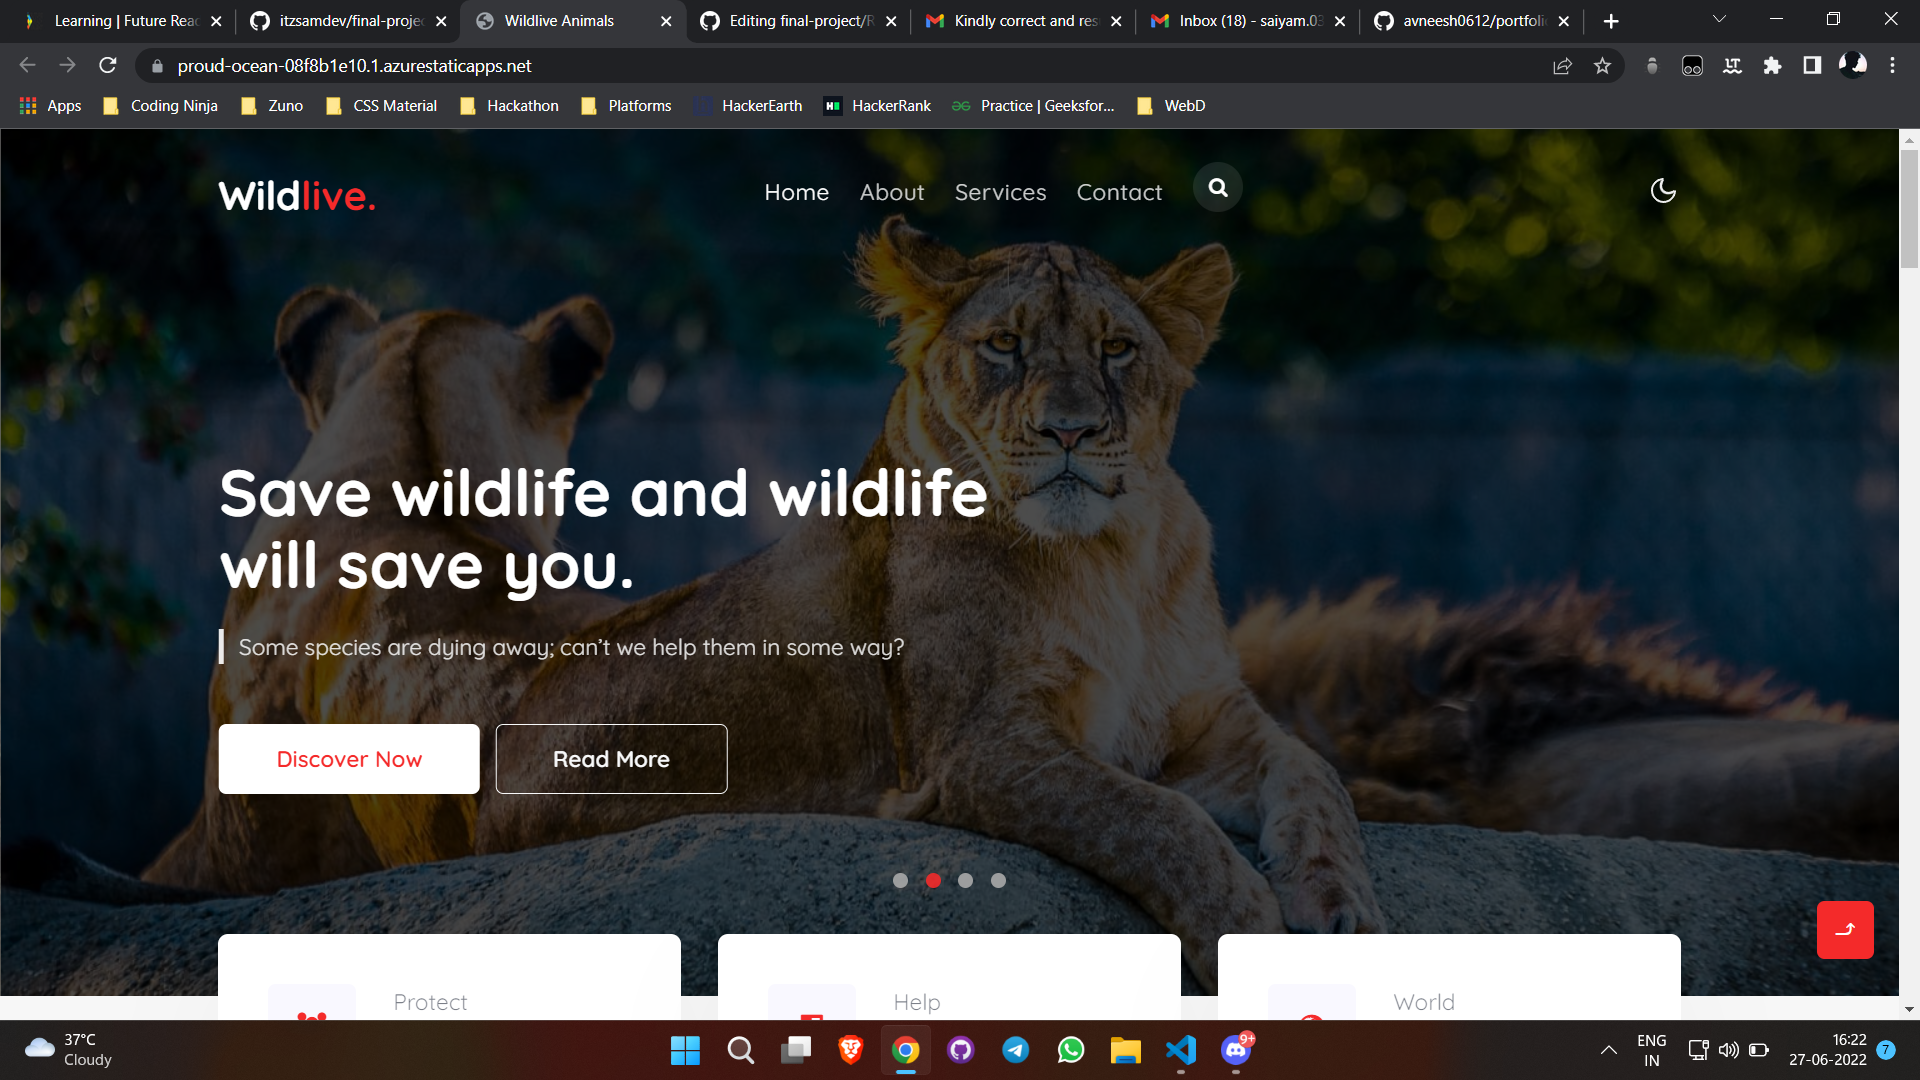 Learning | Future Read
itzsamdev/final-projec
Wildlive Animals
Editing final-project/R
Kindly correct and res
Inbox (18) - saiyam.03
avneesh0612/portfolio
proud-ocean-08f8b1e10.1.azurestaticapps.net
Apps
Coding Ninja
Zuno
CSS Material
Hackathon
Platforms
HackerEarth
HackerRank
Practice | Geeksfor...
WebD
Wildlive.
Home
About
Services
Contact
Save wildlife and wildlife
will save you.
Some species are dying away; can’t we help them in some way?
Discover Now
Read More
Protect
Help
World
37°C
Cloudy
9+
ENG
IN
16:22
27-06-2022
7